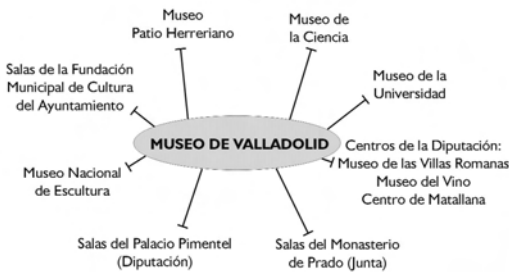 Museo
Patio Herreriano
Museo de
la Ciencia
Salas de la Fundación
Municipal de Cultura
del Ayuntamiento
Museo de la
Universidad
MUSEO DE VALLADOLID
Centros de la Diputación:
Museo de las Villas Romanas
Museo del Vino
Centro de Matallana
Museo Nacional
de Escultura
Salas del Palacio Pimentel
(Diputación)
Salas del Monasterio
de Prado (Junta)